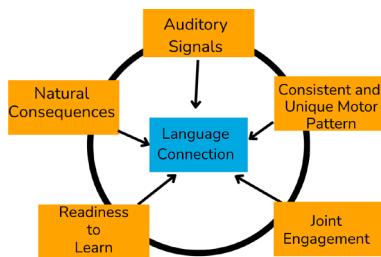 Auditory
Signals
Natural
Consequences
Consistent and
Unique Motor
Pattern
Language
Connection
Readiness
to
Learn
Joint
Engagement